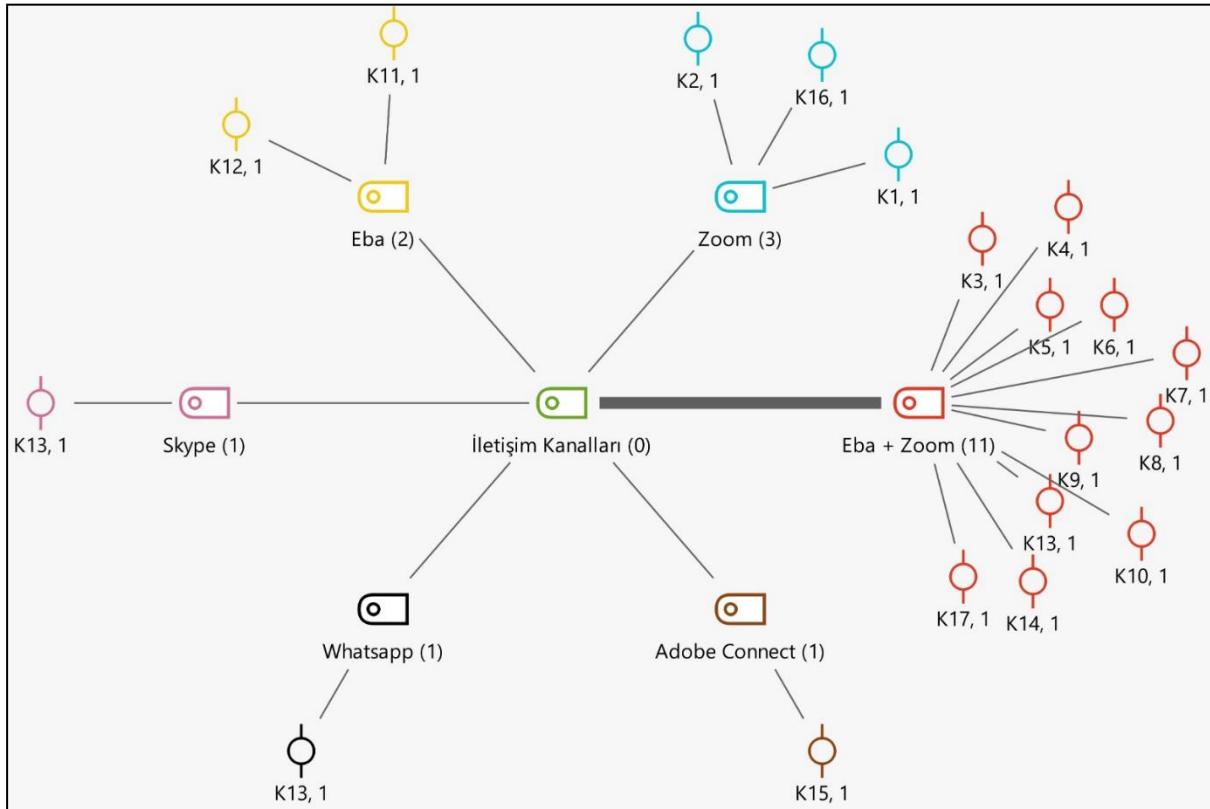 K11, 1
K2, 1
K16, 1
K12, 1
K1, 1
Eba (2)
Zoom (3)
K4, 1
K3, 1
K5, 1
K6, 1
K7, 1
K13, 1
Skype (1)
İletişim Kanalları (0)
Eba + Zoom (11)
K8, 1
K9, 1
K13, 1
K10, 1
K17, 1
K14, 1
Whatsapp (1)
Adobe Connect (1)
K13, 1
K15, 1